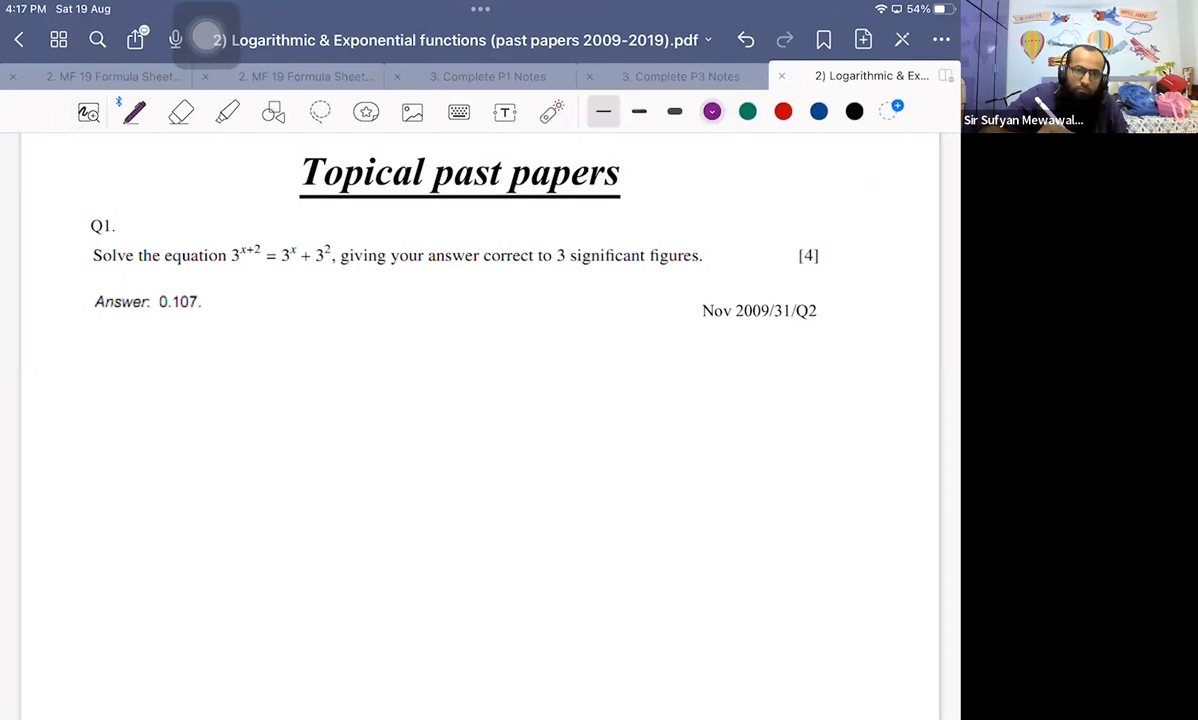 4:17 PM Sat 19 Aug
54%
2) Logarithmic & Exponential functions (past papers 2009-2019).pdf
2. MF 19 Formula Sheet...
2. MF 19 Formula Sheet...
3. Complete P1 Notes
3. Complete P3 Notes
2) Logarithmic & Ex...
Sir Sufyan Mewawal...
Topical past papers
Q1.
Solve the equation 3^{x+2} = 3^x + 3^2, giving your answer correct to 3 significant figures. [4]
Answer: 0.107.
Nov 2009/31/Q2